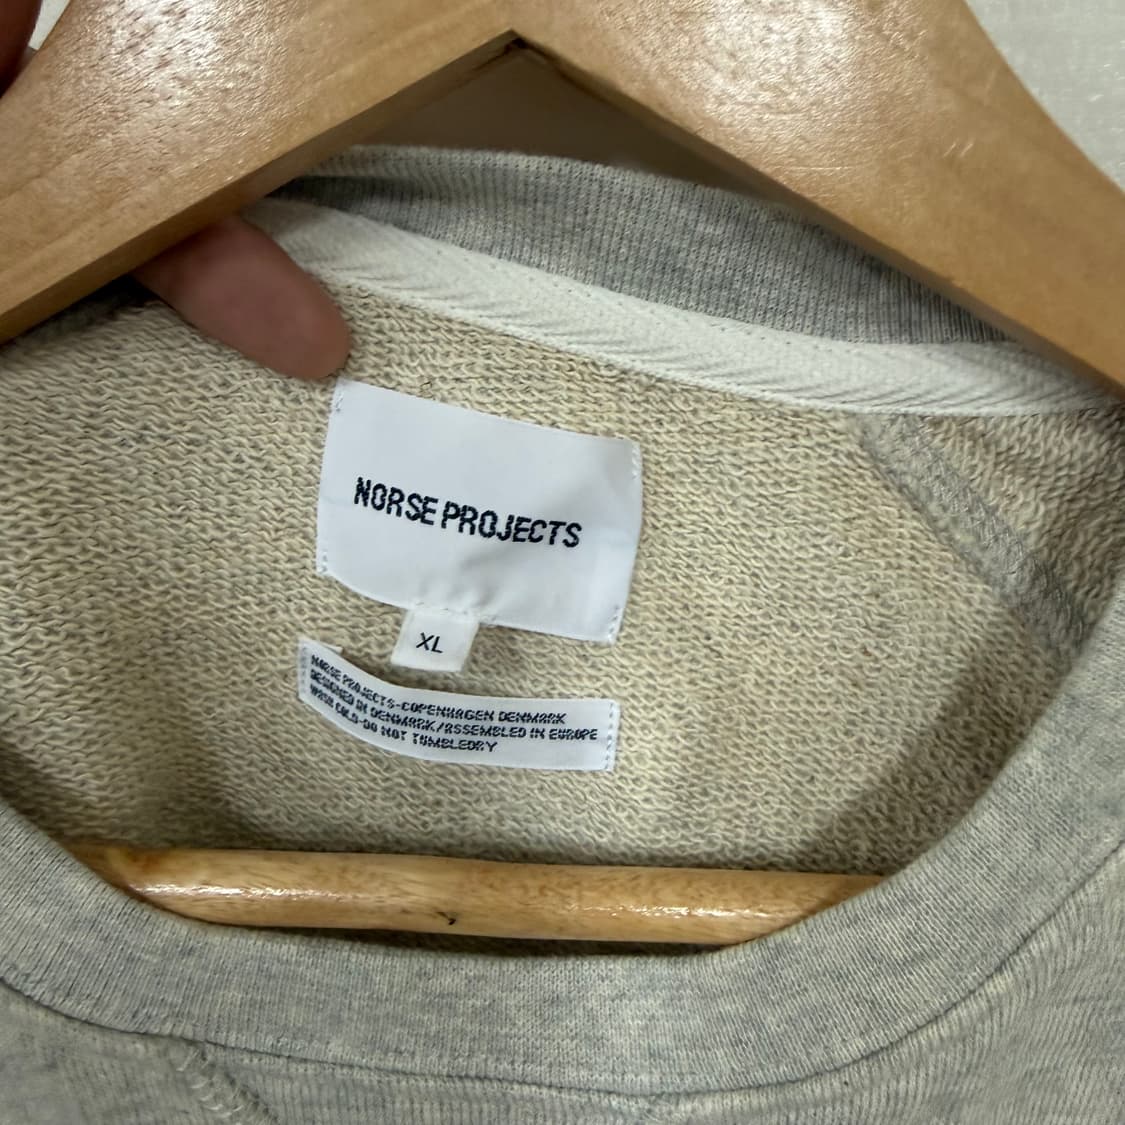 NORSE PROJECTS
XL
NORSE PROJECTS-COPENHAGEN DENMARK
DESIGNED IN DENMARK/ASSEMBLED IN EUROPE
WASH COLD-DO NOT TUMBLEDRY